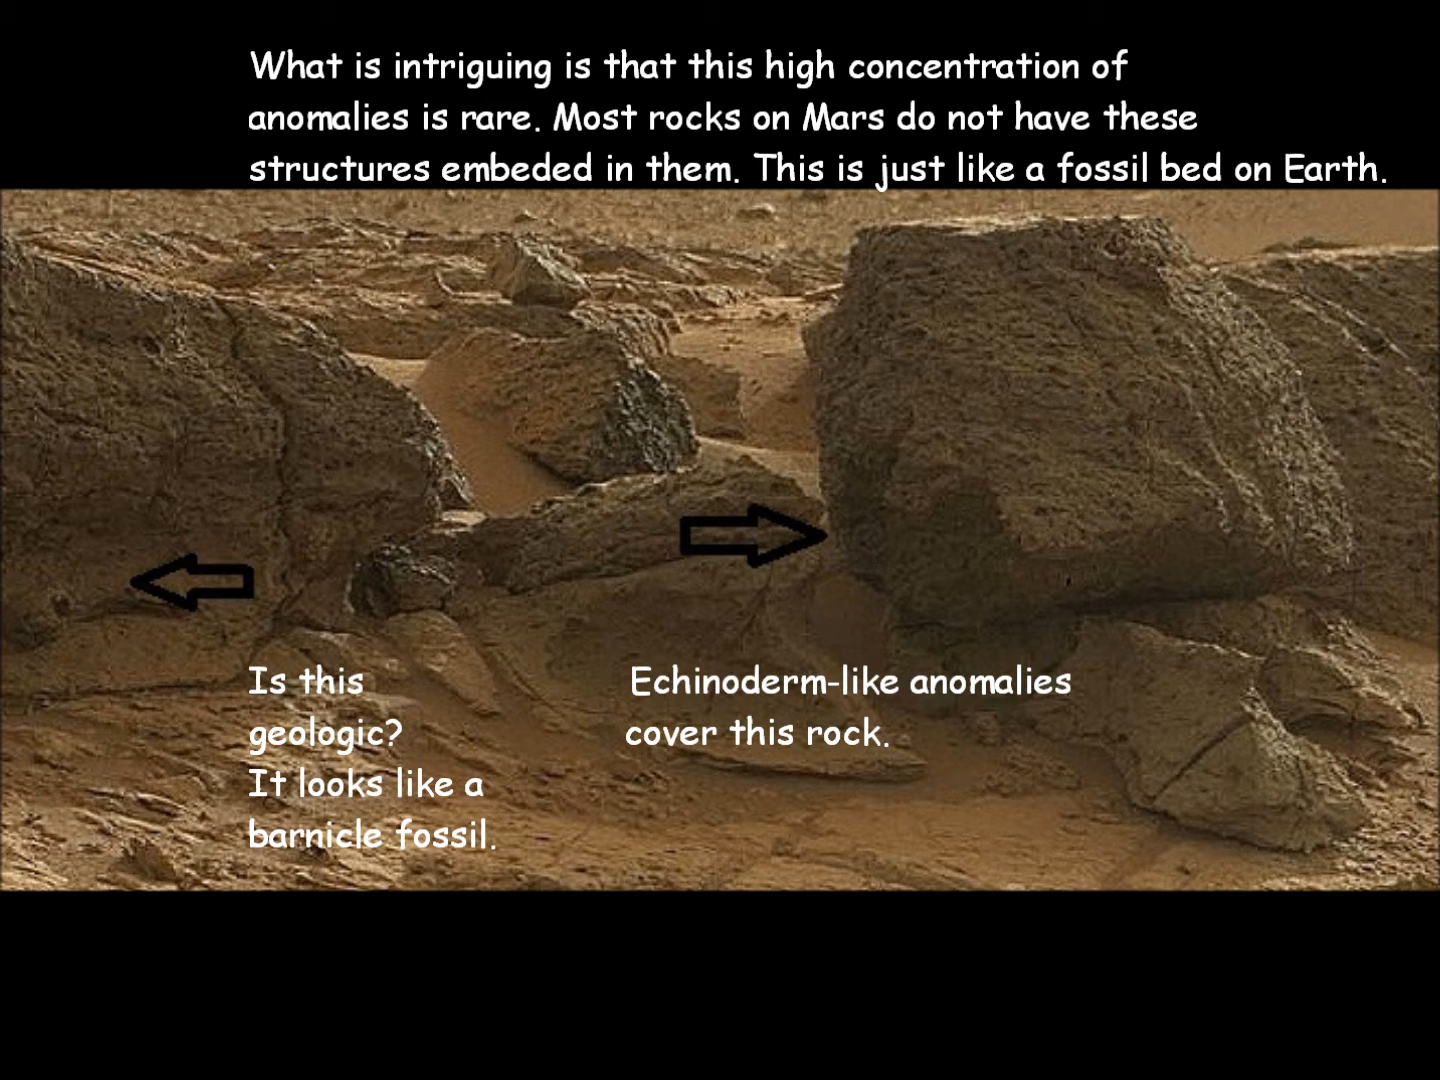 What is intriguing is that this high concentration of
anomalies is rare. Most rocks on Mars do not have these
structures embeded in them. This is just like a fossil bed on Earth.
Is this
geologic?
It looks like a
barnicle fossil.
Echinoderm-like anomalies
cover this rock.